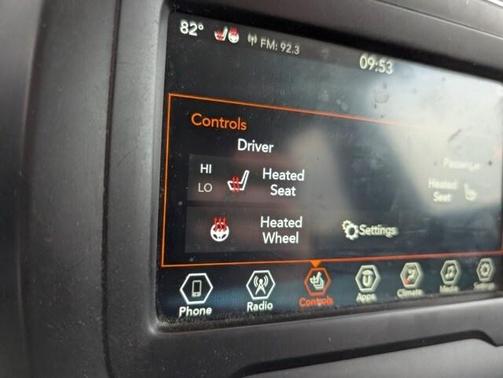 82°
FM: 92.3
09:53
Controls
Driver
Passenger
HI
LO
Heated
Seat
Heated
Seat
Heated
Wheel
Settings
Phone
Radio
Controls
Apps
Climate